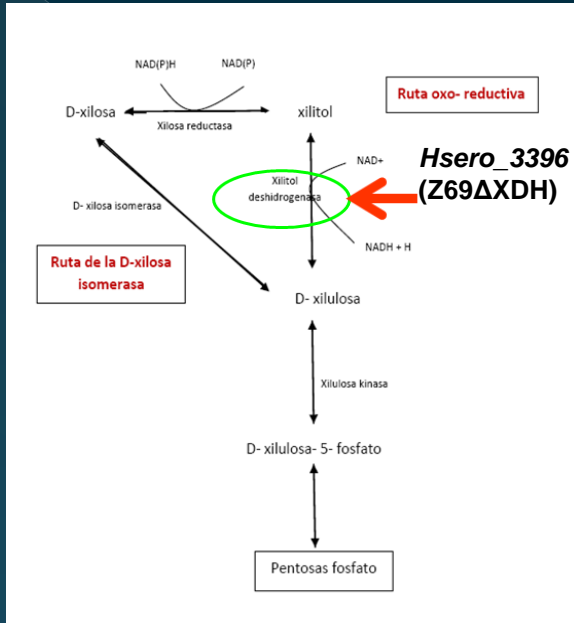 NAD(P)H NAD(P)
D-xilosa
xilitol
Xilosa reductasa
Ruta oxo- reductiva
NAD+
Xilitol
deshidrogenasa
Hsero_3396
(Z69ΔXDH)
D- xilosa isomerasa
NADH + H
Ruta de la D-xilosa
isomerasa
D- xilulosa
Xilulosa kinasa
D- xilulosa- 5- fosfato
Pentosas fosfato